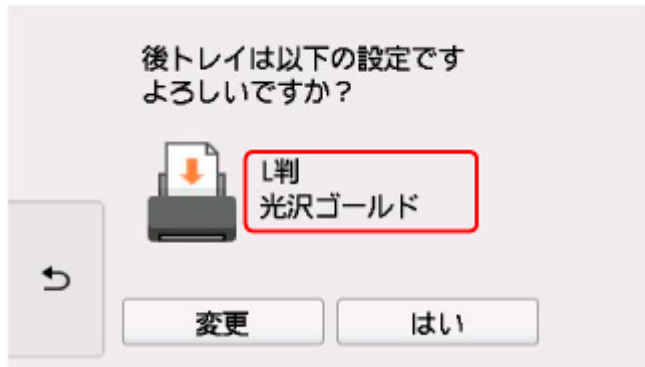 後トレイは以下の設定です
よろしいですか？
L判
光沢ゴールド
変更
はい